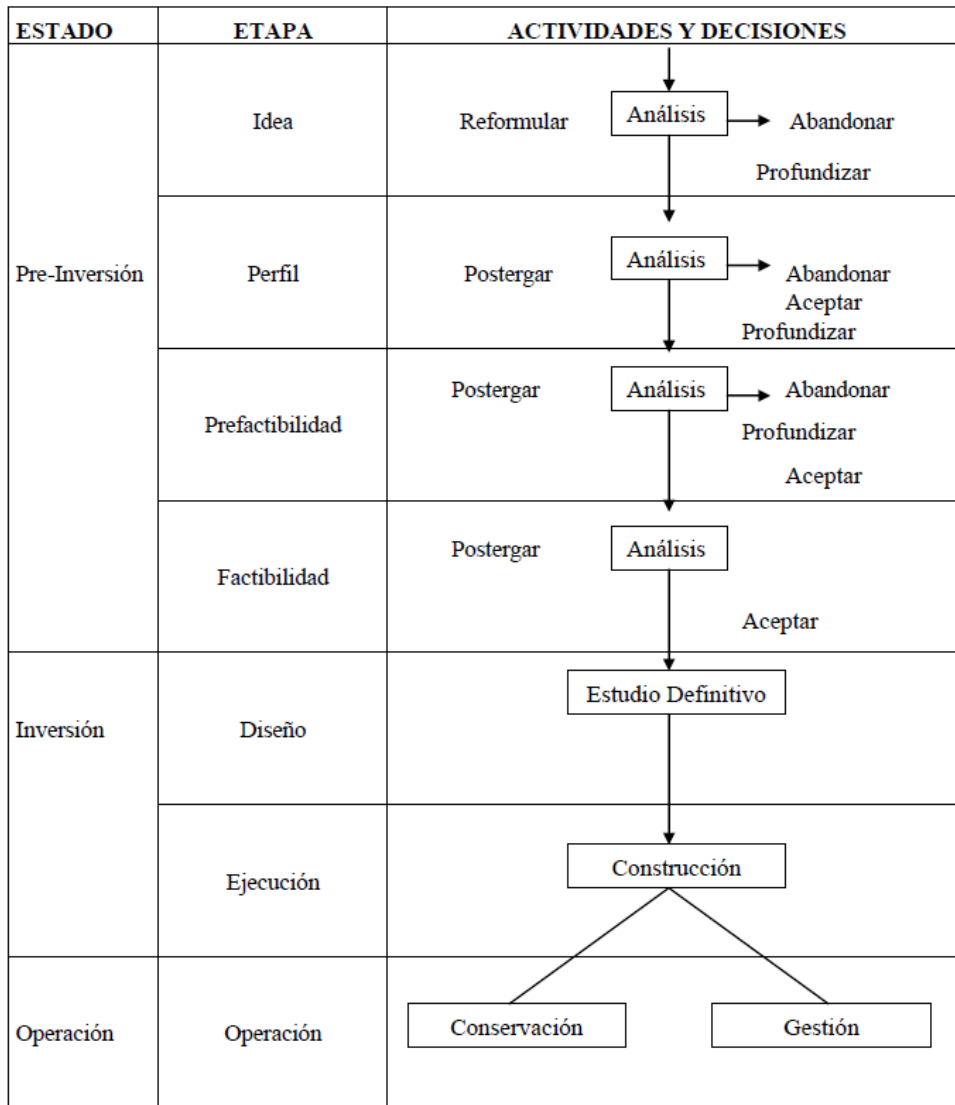 ESTADO ETAPA ACTIVIDADES Y DECISIONES
Idea Reformular Análisis Abandonar
Profundizar
Pre-Inversión Perfil Postergar Análisis Abandonar
Aceptar
Profundizar
Prefactibilidad Postergar Análisis Abandonar
Profundizar
Aceptar
Factibilidad Postergar Análisis
Aceptar
Inversión Diseño Estudio Definitivo
Ejecución Construcción
Operación Operación Conservación Gestión